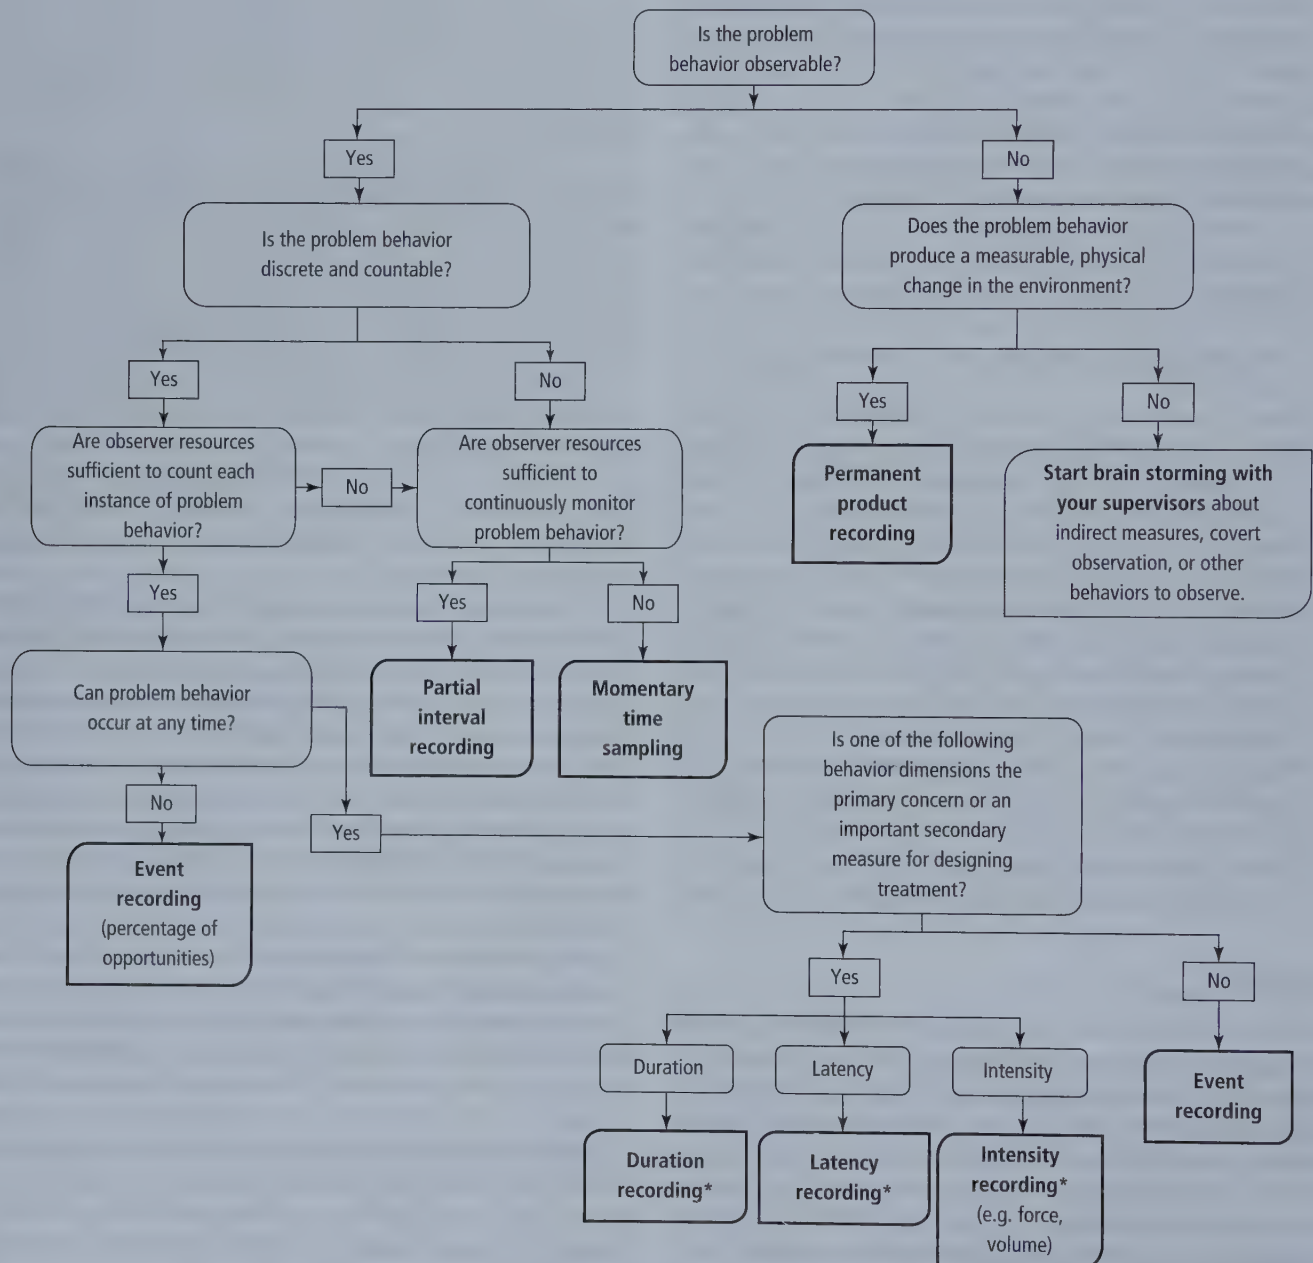 Is the problem
behavior observable?
Yes
No
Is the problem behavior
discrete and countable?
Does the problem behavior
produce a measurable, physical
change in the environment?
Yes
No
Yes
No
Are observer resources
sufficient to count each
instance of problem
behavior?
No
Are observer resources
sufficient to
continuously monitor
problem behavior?
Permanent
product
recording
Start brain storming with
your supervisors about
indirect measures, covert
observation, or other
behaviors to observe.
Yes
Yes
No
Can problem behavior
occur at any time?
Partial
interval
recording
Momentary
time
sampling
Is one of the following
behavior dimensions the
primary concern or an
important secondary
measure for designing
treatment?
No
Yes
Event
recording
(percentage of
opportunities)
Yes
No
Duration
Latency
Intensity
Event
recording
Duration
recording*
Latency
recording*
Intensity
recording*
(e.g. force,
volume)